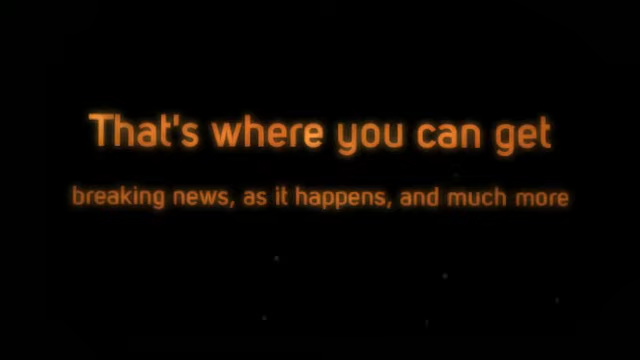 That's where you can get
breaking news, as it happens, and much more